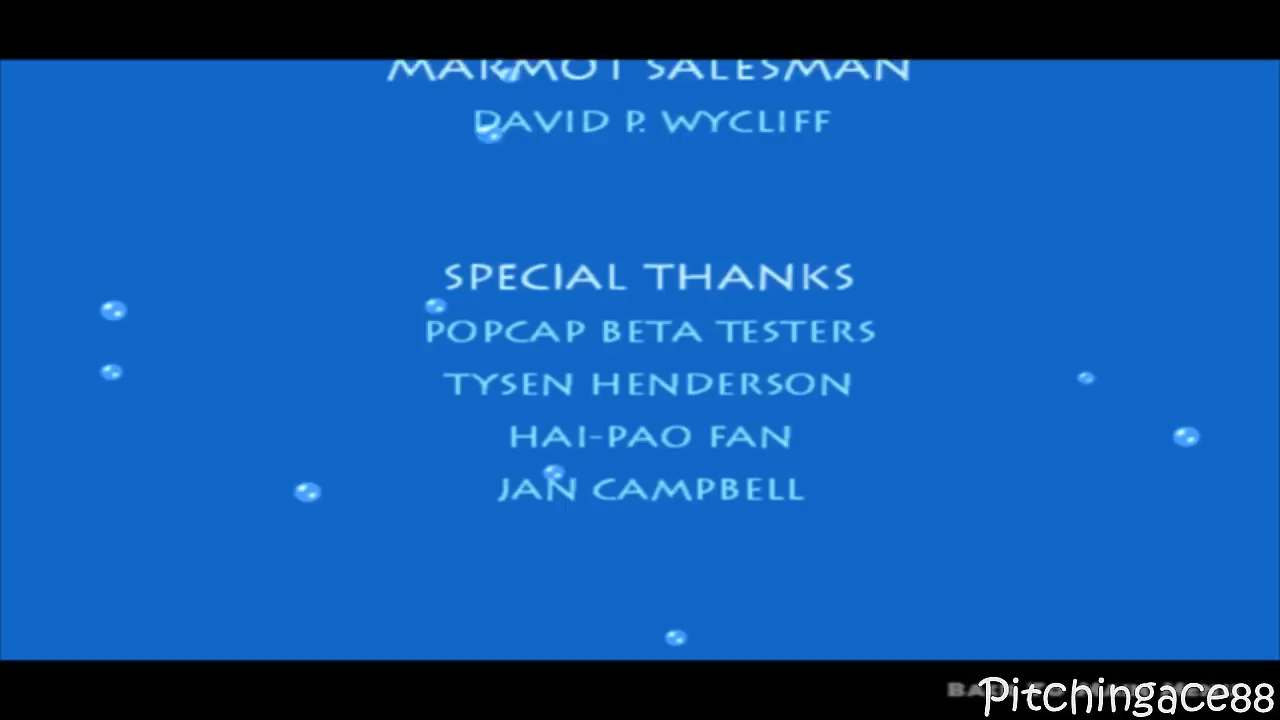 MARMOT SALESMAN
DAVID P. WYCLIFF
SPECIAL THANKS
POPCAP BETA TESTERS
TYSEN HENDERSON
HAI-PAO FAN
JAN CAMPBELL
Pitchingace88